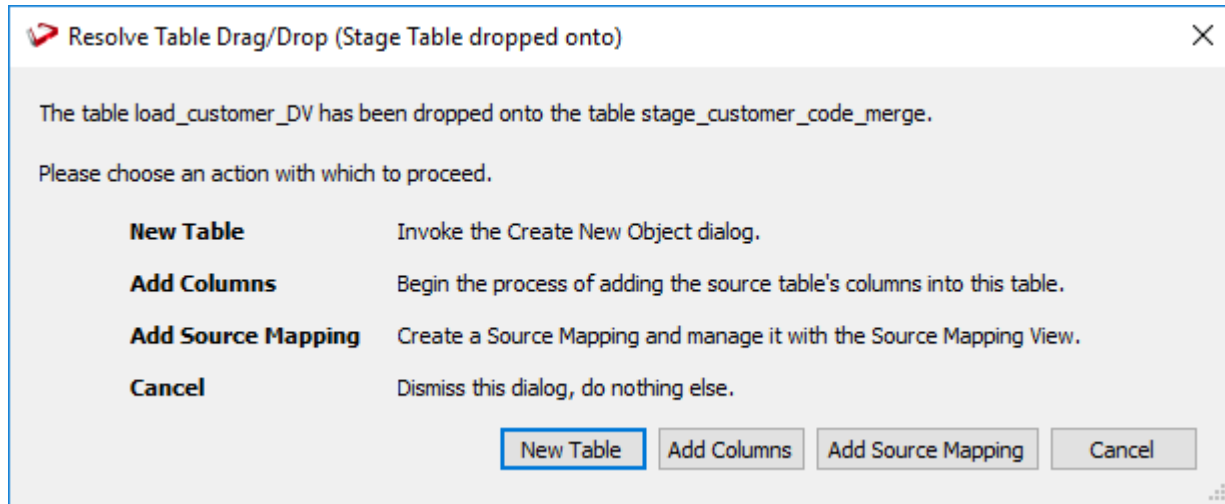 Resolve Table Drag/Drop (Stage Table dropped onto)
The table load_customer_DV has been dropped onto the table stage_customer_code_merge.
Please choose an action with which to proceed.
New Table Invoke the Create New Object dialog.
Add Columns Begin the process of adding the source table's columns into this table.
Add Source Mapping Create a Source Mapping and manage it with the Source Mapping View.
Cancel Dismiss this dialog, do nothing else.
New Table Add Columns Add Source Mapping Cancel